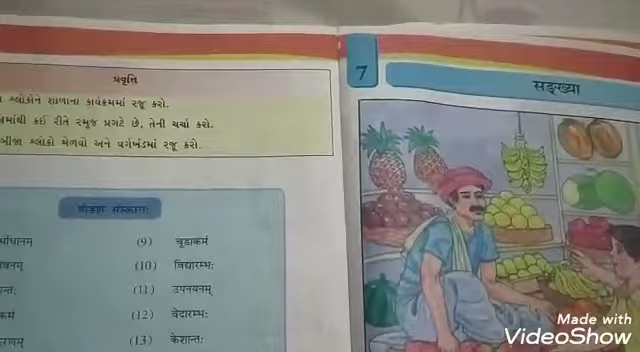 પ્રવૃત્તિ
શ્લોકોને શાળાના કાર્યક્રમમાં રજૂ કરો.
કઈ રીતે રમૂજ પ્રગટે છે, તેની ચર્ચા કરો.
બીજા શ્લોકો મેળવો અને વર્ગખંડમાં રજૂ કરો.
षोडश संस्काराः
(9) चूडाकर्म
(10) विद्यारम्भः
(11) उपनयनम्
(12) वेदारम्भः
(13) केशान्तः
7
सङ्ख्या
Made with
VideoShow